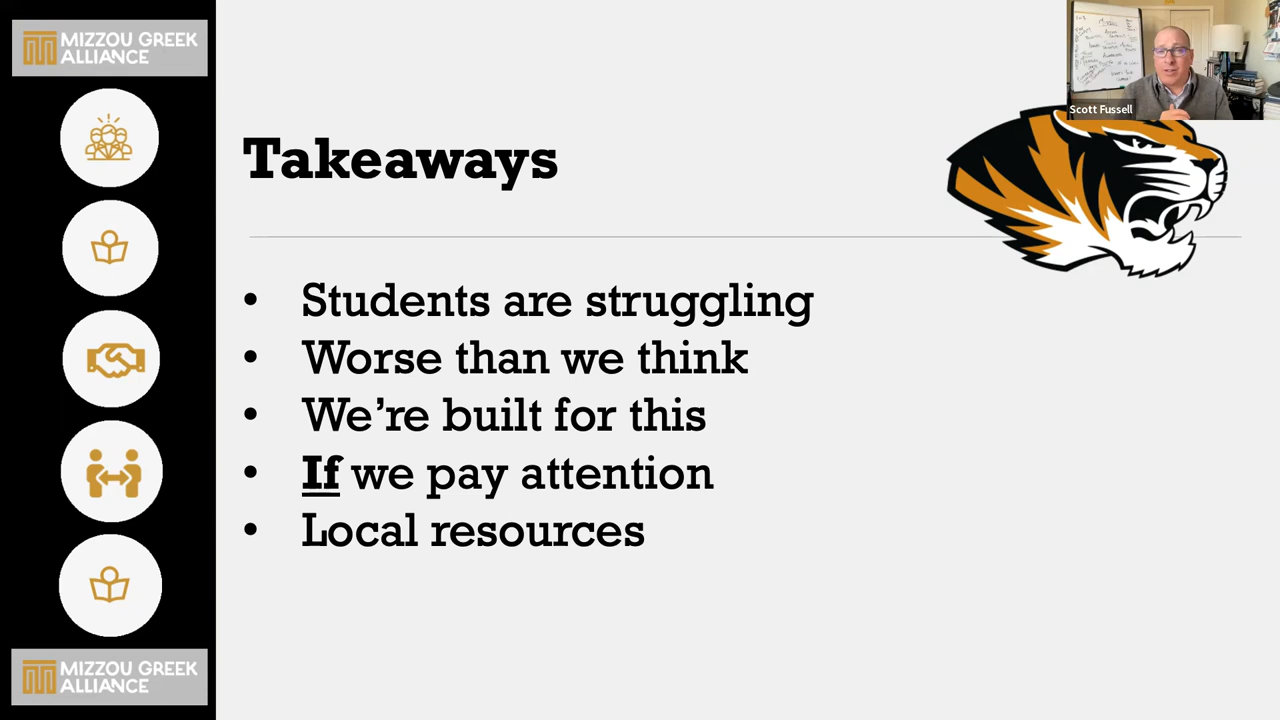 MIZZOU GREEK
ALLIANCE
Scott Fussell
Takeaways
• Students are struggling
• Worse than we think
• We’re built for this
• If we pay attention
• Local resources
MIZZOU GREEK
ALLIANCE